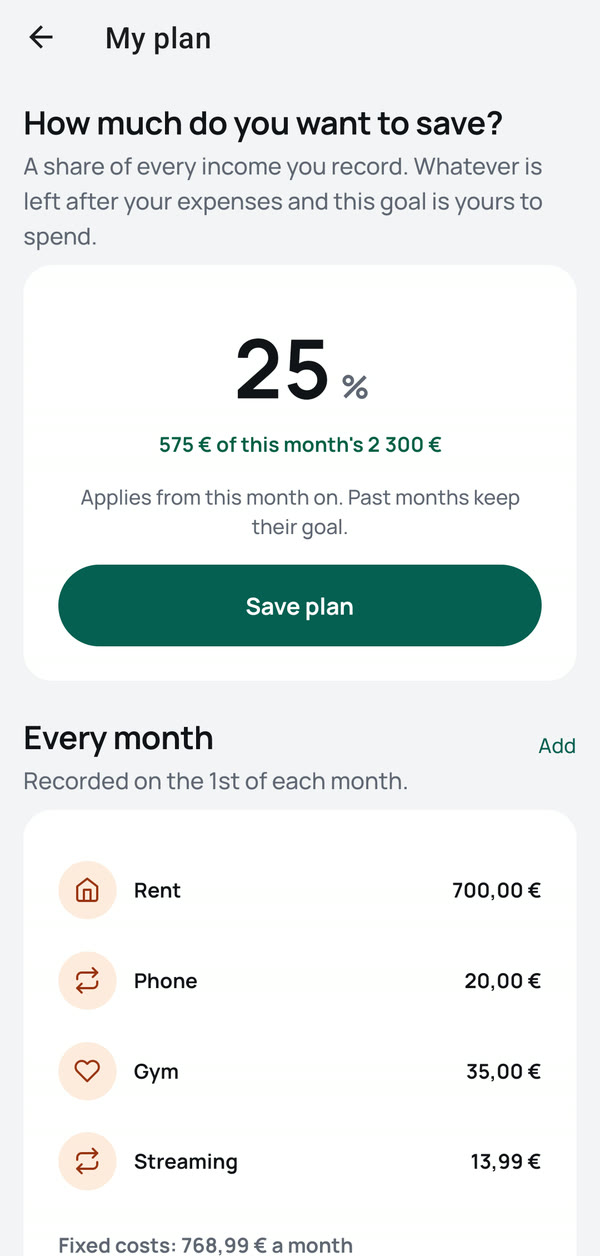 My plan
How much do you want to save?
A share of every income you record. Whatever is
left after your expenses and this goal is yours to
spend.
25 %
575 € of this month's 2 300 €
Applies from this month on. Past months keep
their goal.
Save plan
Every month
Add
Recorded on the 1st of each month.
Rent 700,00 €
Phone 20,00 €
Gym 35,00 €
Streaming 13,99 €
Fixed costs: 768,99 € a month